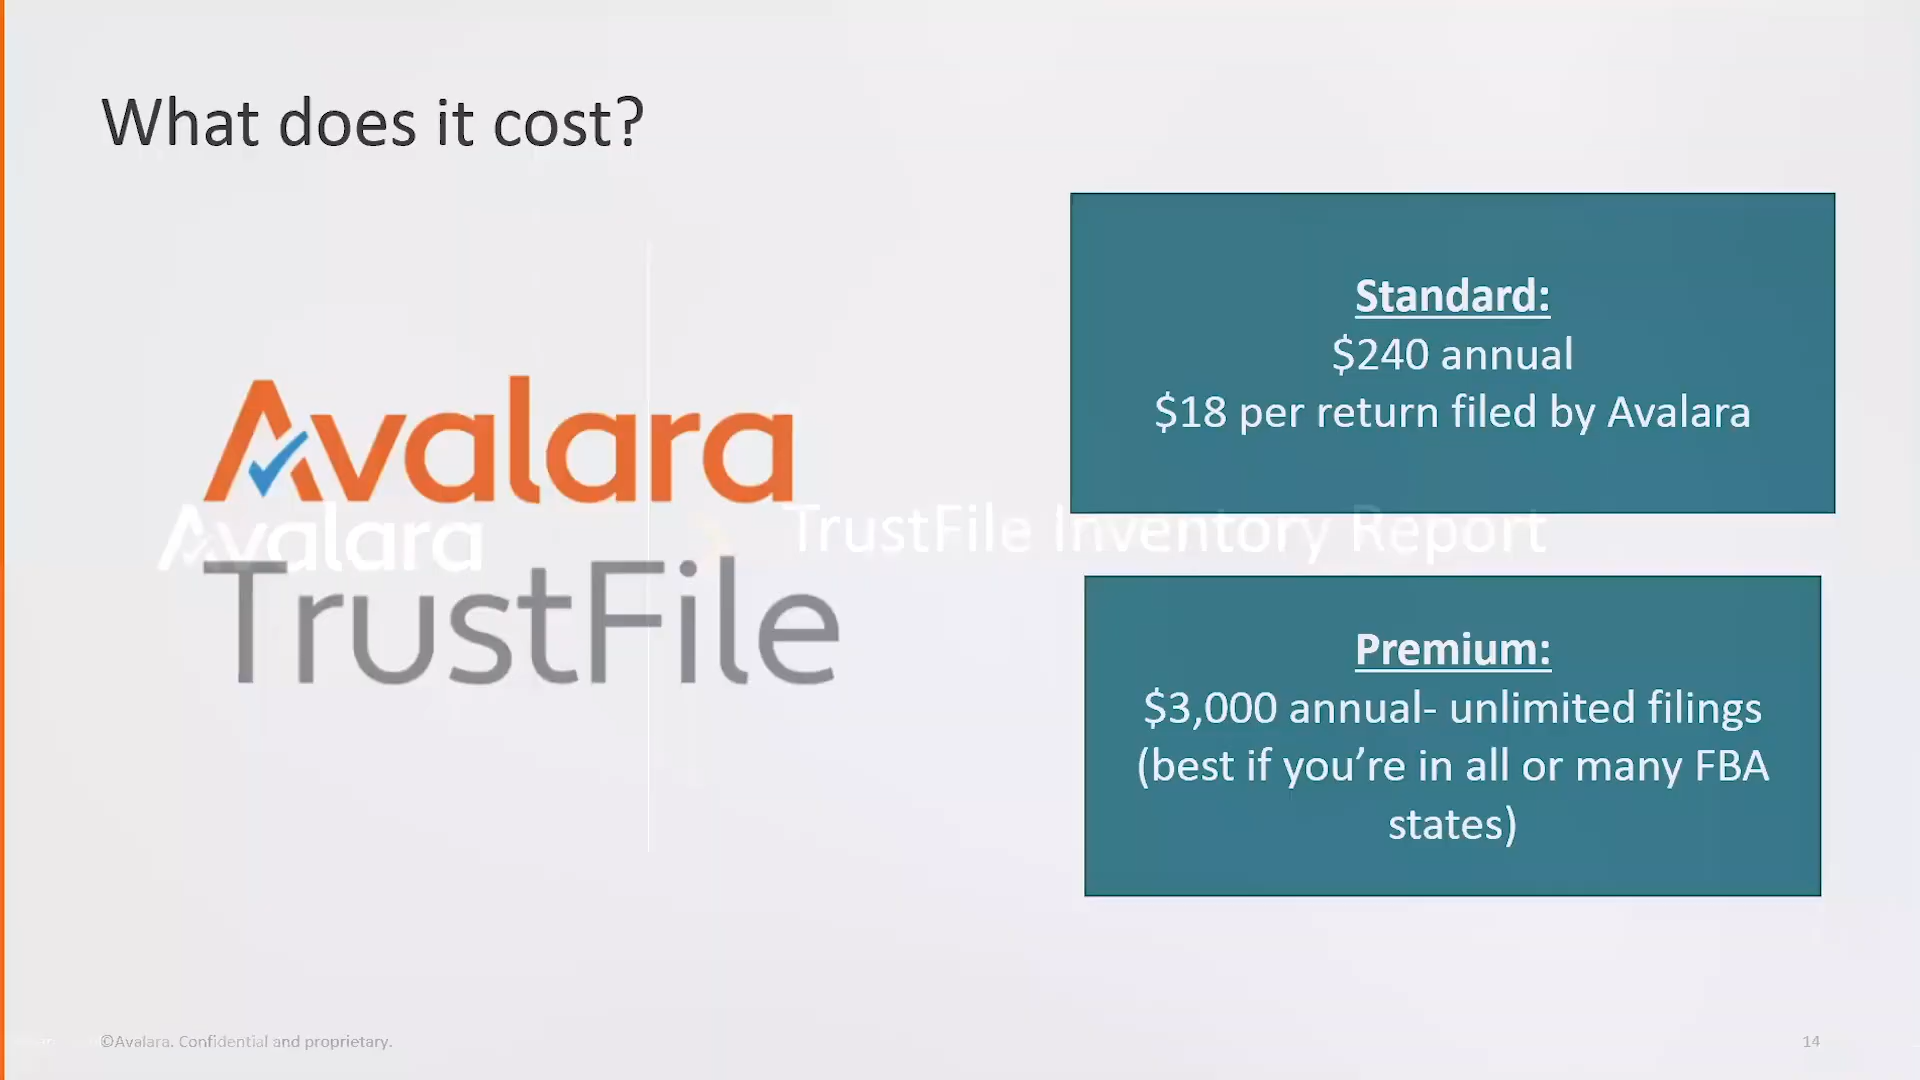 What does it cost?
Avalara
TrustFile
Avalara
TrustFile Inventory Report
Standard:
$240 annual
$18 per return filed by Avalara
Premium:
$3,000 annual- unlimited filings
(best if you’re in all or many FBA
states)
©Avalara. Confidential and proprietary.
14